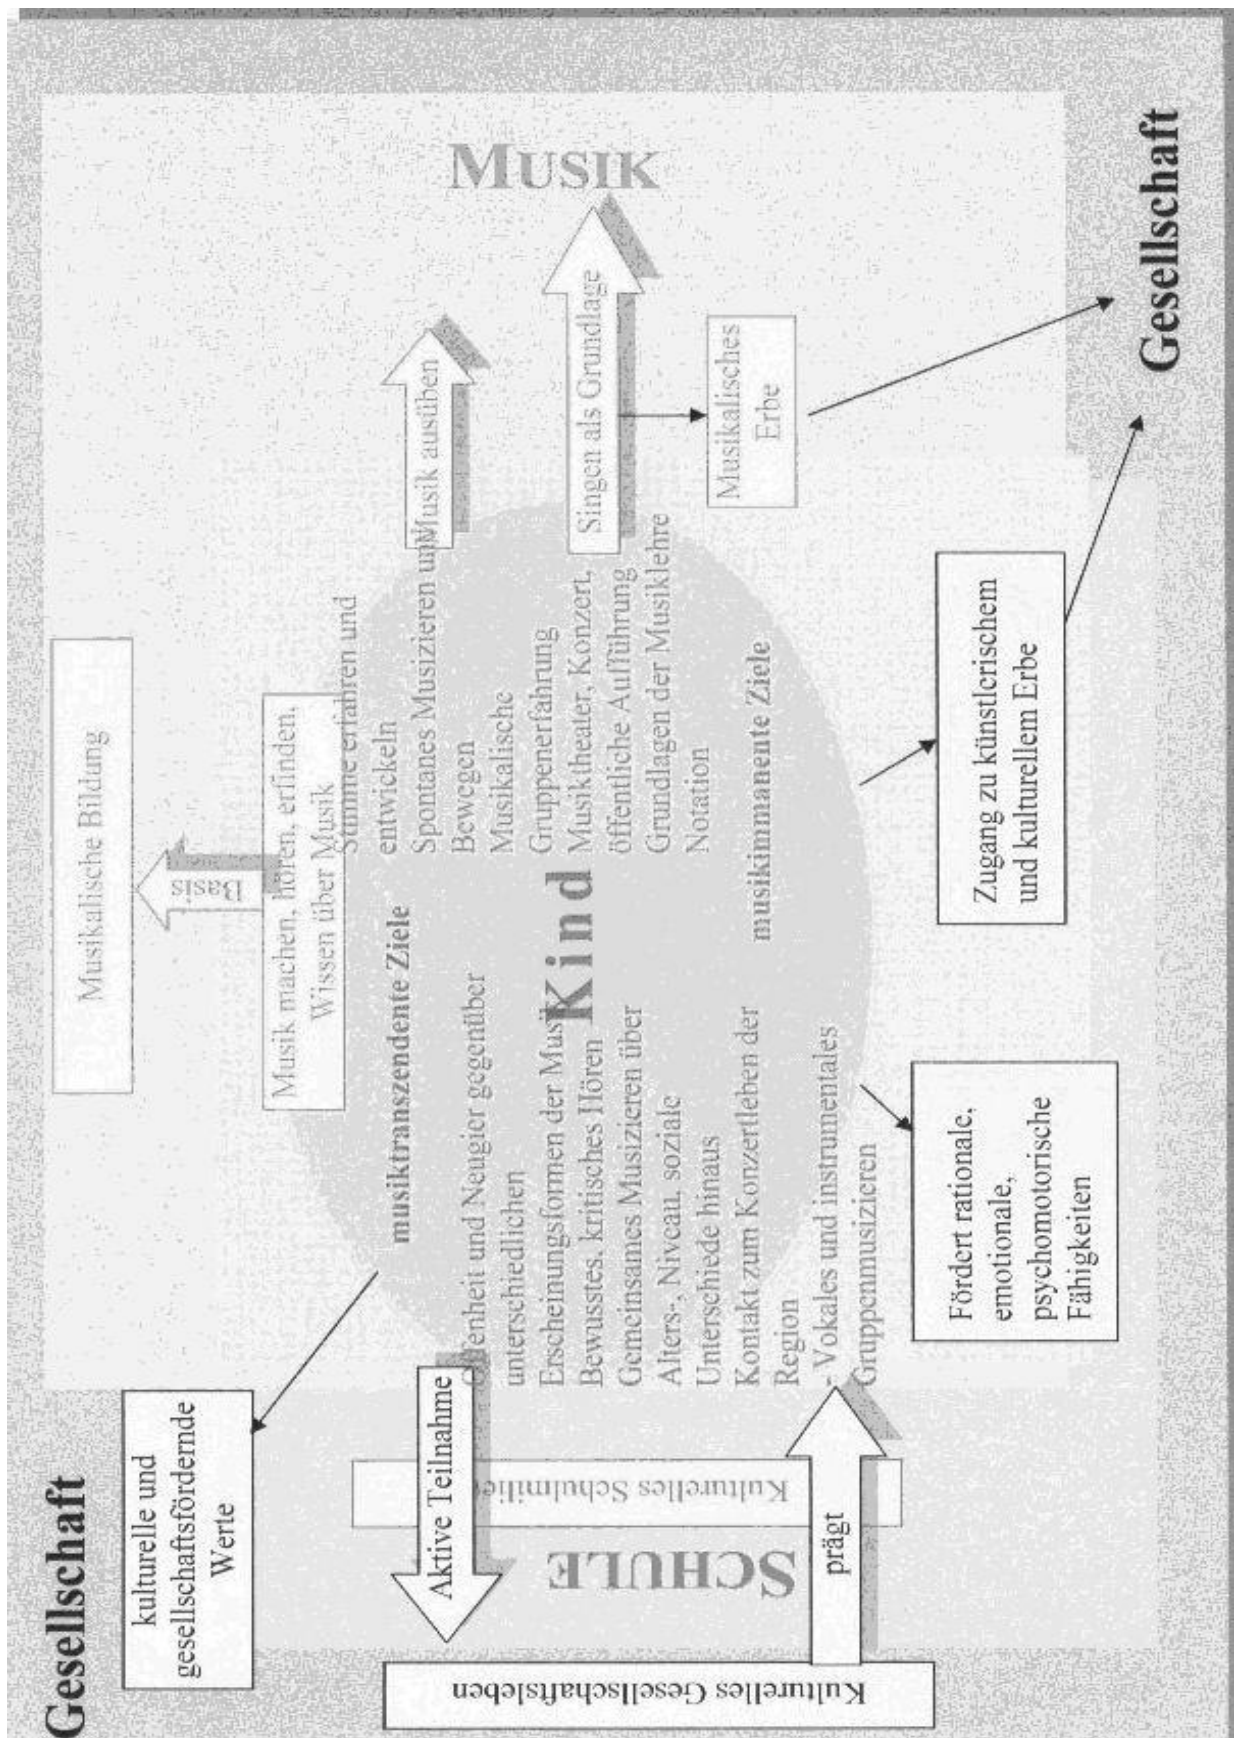 Gesellschaft
kulturelle und
gesellschaftsfördernde
Werte
Musikalische Bildung
Basis
Musik machen, hören, erfinden,
Wissen über Musik
musiktranszendente Ziele
Offenheit und Neugier gegenüber
unterschiedlichen
Erscheinungsformen der Musik
Bewusstes, kritisches Hören
Gemeinsames Musizieren über
Alters-, Niveau, soziale
Unterschiede hinaus
Kontakt zum Konzertleben der
Region
- Vokales und instrumentales
Gruppenmusizieren
Kind
Stimme erfahren und
entwickeln
Spontanes Musizieren und
Bewegen
Musikalische
Gruppenerfahrung
Musiktheater, Konzert,
öffentliche Aufführung
Grundlagen der Musiklehre
Notation
musikimmanente Ziele
Musik ausüben
Singen als Grundlage
MUSIK
Musikalisches
Erbe
Aktive Teilnahme
Kulturelles Schulmilieu
SCHULE
prägt
Kulturelles Gesellschaftsleben
Fördert rationale,
emotionale,
psychomotorische
Fähigkeiten
Zugang zu künstlerischem
und kulturellem Erbe
Gesellschaft